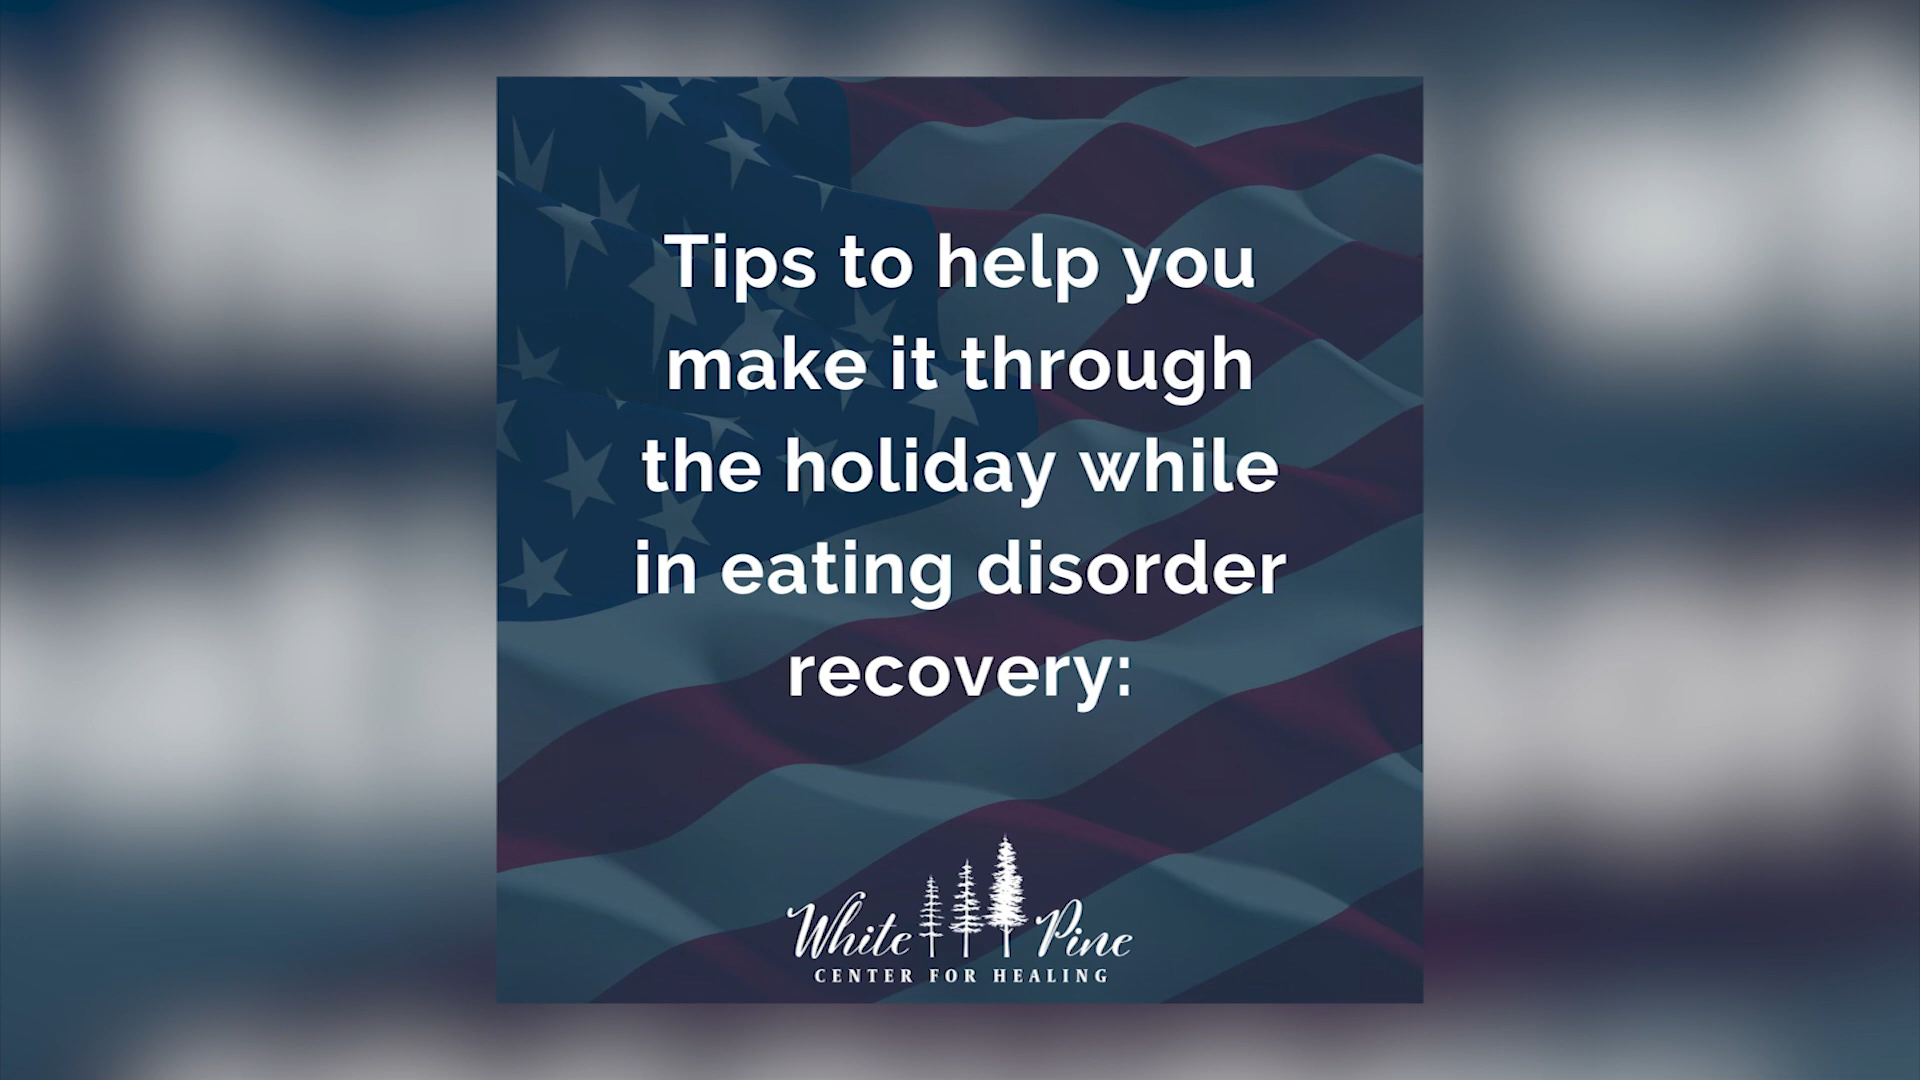 Tips to help you
make it through
the holiday while
in eating disorder
recovery:
White Pine
CENTER FOR HEALING